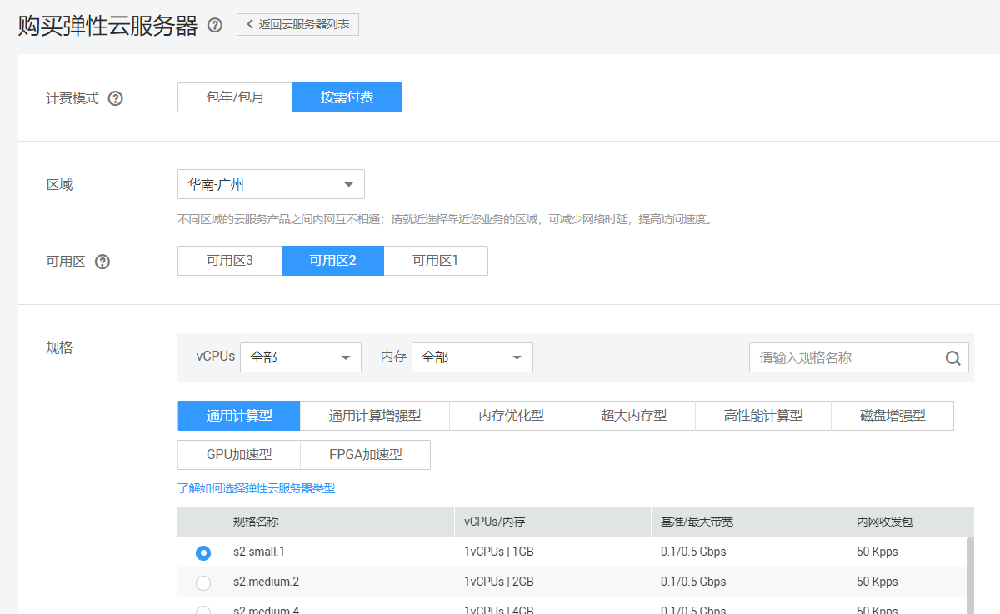 购买弹性云服务器 ? < 返回云服务器列表
计费模式 ? 包年/包月 按需付费
区域 华南-广州
不同区域的云服务产品之间内网互不相通；请就近选择靠近您业务的区域，可减少网络时延，提高访问速度。
可用区 ? 可用区3 可用区2 可用区1
规格 vCPUs 全部 内存 全部 请输入规格名称
通用计算型 通用计算增强型 内存优化型 超大内存型 高性能计算型 磁盘增强型
GPU加速型 FPGA加速型
了解如何选择弹性云服务器类型
规格名称 vCPUs/内存 基准/最大带宽 内网收发包
s2.small.1 1vCPUs | 1GB 0.1/0.5 Gbps 50 Kpps
s2.medium.2 1vCPUs | 2GB 0.1/0.5 Gbps 50 Kpps
s2.medium.4 1vCPUs | 4GB 0.1/0.5 Gbps 50 Kpps